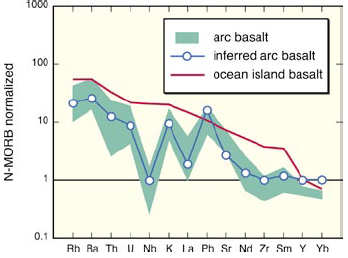 1000
arc basalt
inferred arc basalt
ocean island basalt
100
10
1
0.1
N-MORB normalized
Rb Ba Th U Nb K La Pb Sr Nd Zr Sm Y Yb